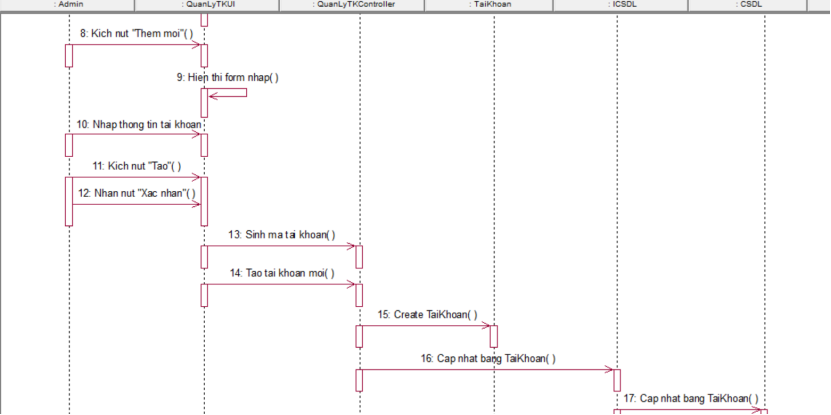 : Admin
: QuanLyTKUI
: QuanLyTKController
: TaiKhoan
: ICSDL
: CSDL
8: Kich nut "Them moi"( )
9: Hien thi form nhap( )
10: Nhap thong tin tai khoan
11: Kich nut "Tao"( )
12: Nhan nut "Xac nhan"( )
13: Sinh ma tai khoan( )
14: Tao tai khoan moi( )
15: Create TaiKhoan( )
16: Cap nhat bang TaiKhoan( )
17: Cap nhat bang TaiKhoan( )